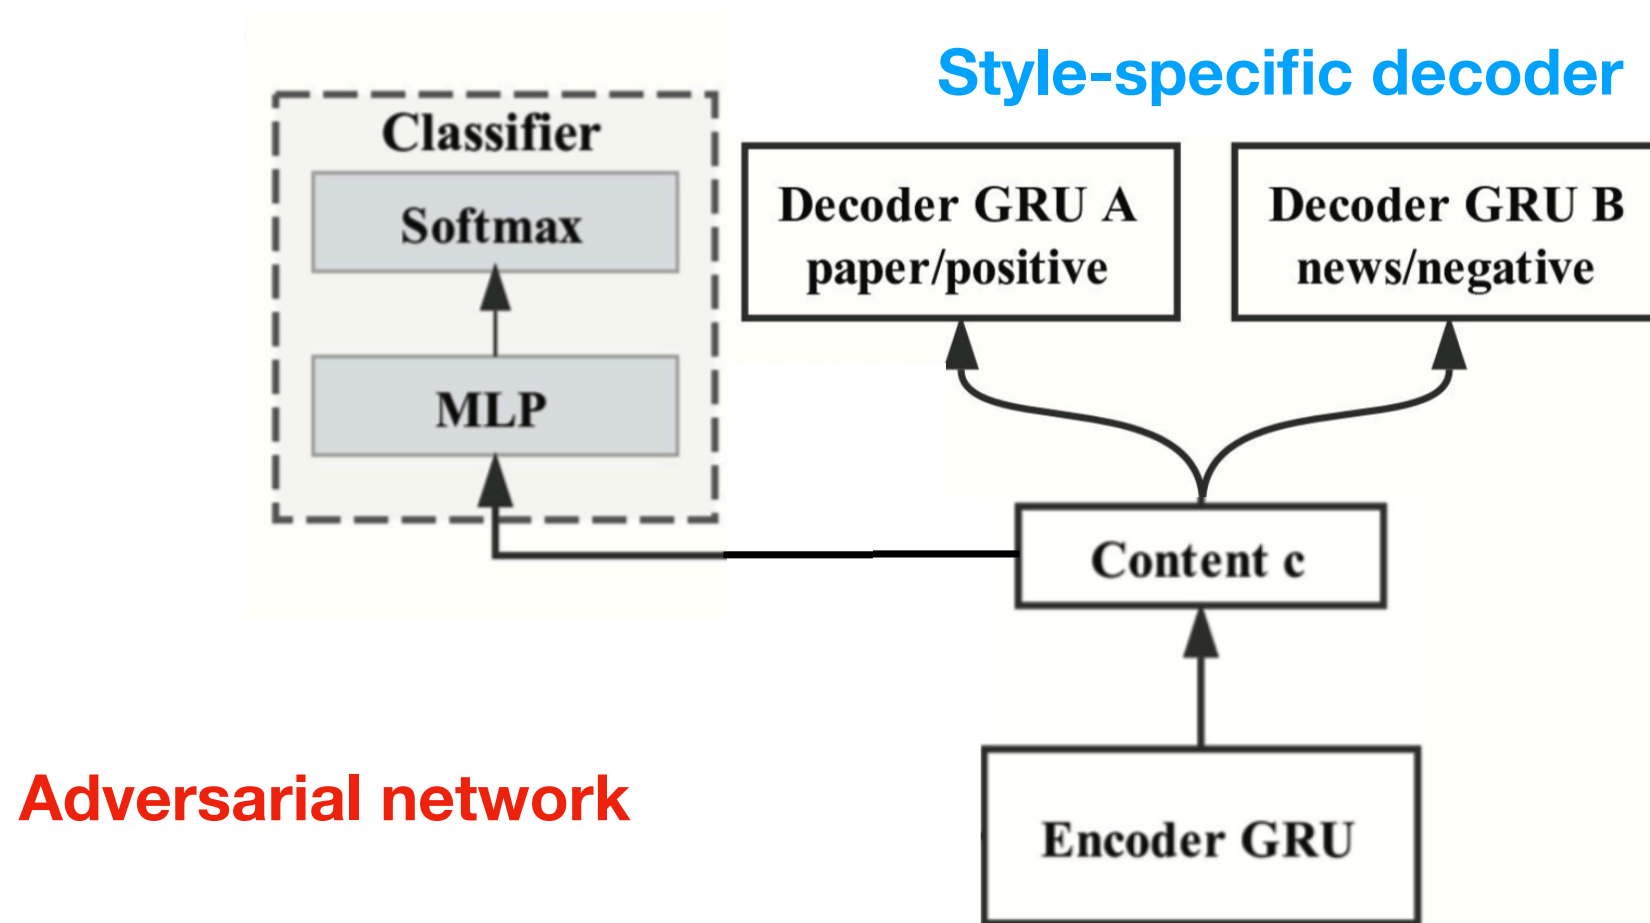 Style-specific decoder
Classifier
Softmax
MLP
Decoder GRU A
paper/positive
Decoder GRU B
news/negative
Content c
Adversarial network
Encoder GRU